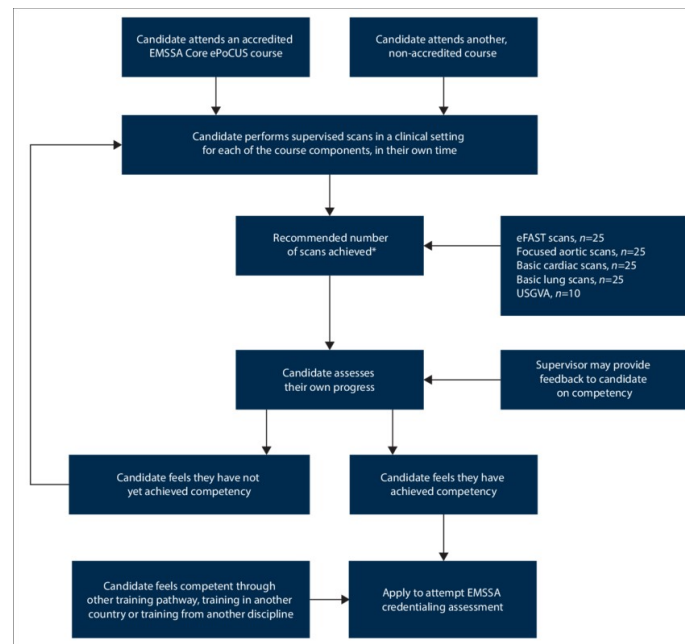 Candidate attends an accredited
EMSSA Core ePoCUS course
Candidate attends another,
non-accredited course
Candidate performs supervised scans in a clinical setting
for each of the course components, in their own time
Recommended number
of scans achieved*
eFAST scans, n=25
Focused aortic scans, n=25
Basic cardiac scans, n=25
Basic lung scans, n=25
USGVA, n=10
Candidate assesses
their own progress
Supervisor may provide
feedback to candidate
on competency
Candidate feels they have not
yet achieved competency
Candidate feels they have
achieved competency
Candidate feels competent through
other training pathway, training in another
country or training from another discipline
Apply to attempt EMSSA
credentialing assessment